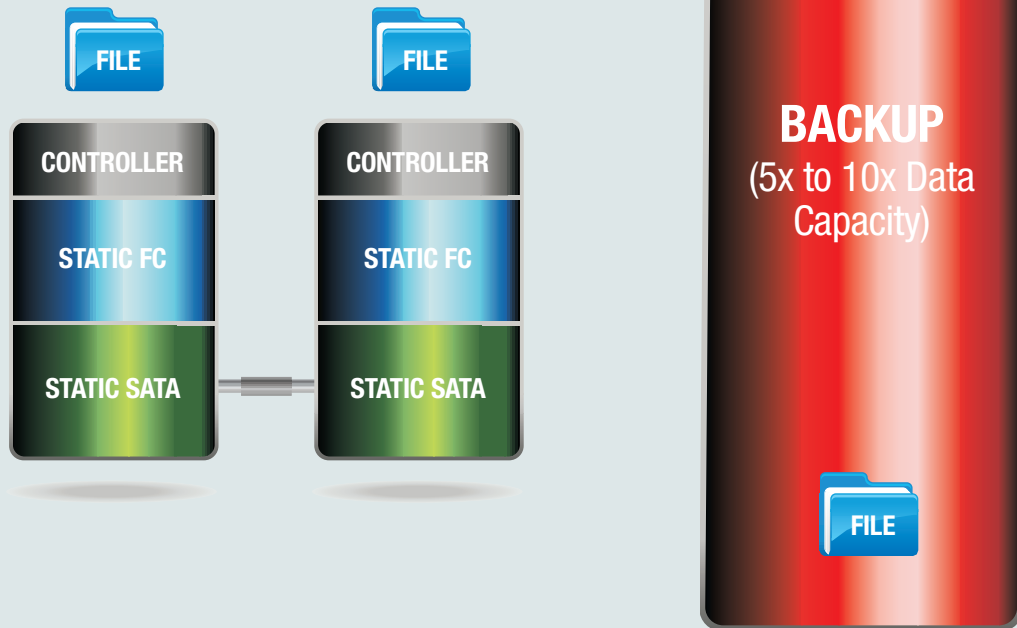 FILE
FILE
CONTROLLER
STATIC FC
STATIC SATA
CONTROLLER
STATIC FC
STATIC SATA
BACKUP
(5x to 10x Data
Capacity)
FILE